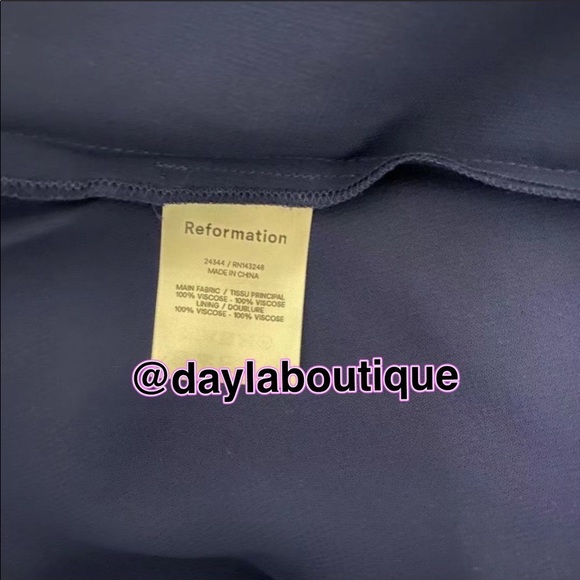 Reformation
24344 / RN143248
MADE IN CHINA
MAIN FABRIC / TISSU PRINCIPAL
100% VISCOSE - 100% VISCOSE
LINING / DOUBLURE
100% VISCOSE - 100% VISCOSE
@daylaboutique